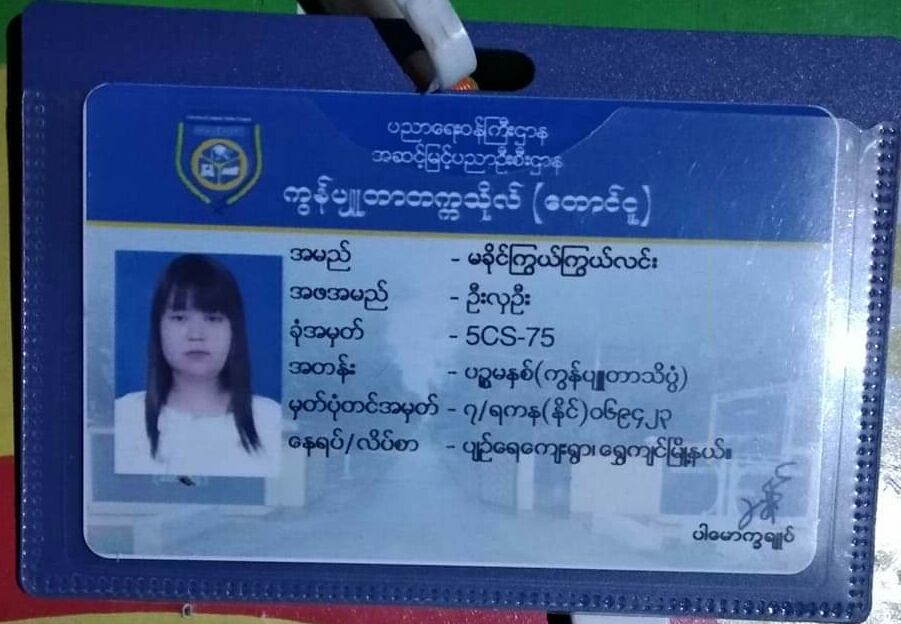 ပညာရေးဝန်ကြီးဌာန
အဆင့်မြင့်ပညာဦးစီးဌာန
ကွန်ပျူတာတက္ကသိုလ် (တောင်ငူ)
အမည် - မခိုင်ကြွယ်ကြွယ်လင်း
အဖအမည် - ဦးလှဦး
ခုံအမှတ် - 5CS-75
အတန်း - ပဉ္စမနှစ်(ကွန်ပျူတာသိပ္ပံ)
မှတ်ပုံတင်အမှတ် - ၇/ရကန(နိုင်)၀၆၉၄၂၃
နေရပ်/လိပ်စာ - ပျဉ်ရေကျေးရွာ၊ ရွှေကျင်မြို့နယ်။
ပါမောက္ခချုပ်